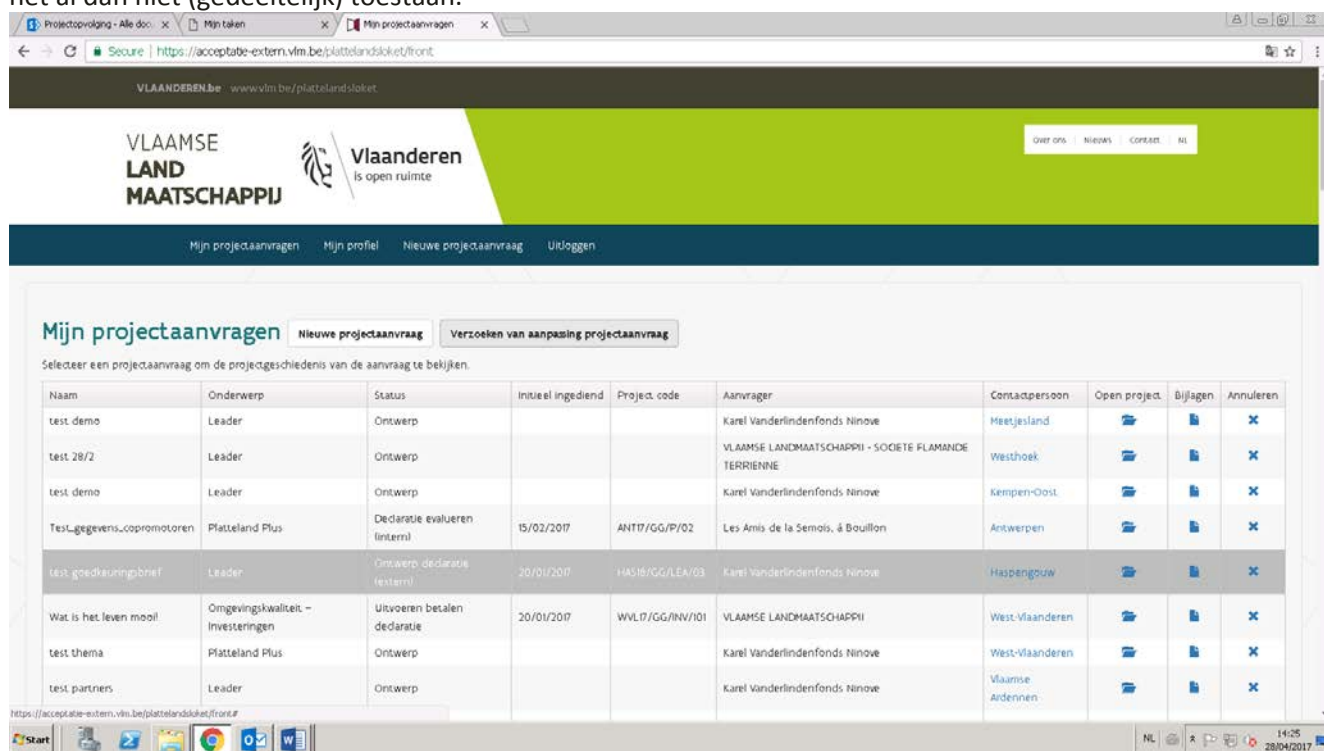 het al dan niet (gedeeltelijk) toestaan.
Projectopvolging - Alle doc. Mijn taken Mijn projectaanvragen
Secure | https://acceptatie-extern.vlm.be/plattelandsloket/front
VLAANDEREN.be www.vlm.be/plattelandsloket
VLAAMSE
LAND
MAATSCHAPPIJ
Vlaanderen
is open ruimte
Over ons Nieuws Contact NL
Mijn projectaanvragen Mijn profiel Nieuwe projectaanvraag Uitloggen
Mijn projectaanvragen Nieuwe projectaanvraag Verzoeken van aanpassing projectaanvraag
Selecteer een projectaanvraag om de projectgeschiedenis van de aanvraag te bekijken.
Naam Onderwerp Status Initieel ingediend Project code Aanvrager Contactpersoon Open project Bijlagen Annuleren
test demo Leader Ontwerp Karel Vanderlindenfonds Ninove Meetjesland
test 28/2 Leader Ontwerp VLAAMSE LANDMAATSCHAPPIJ - SOCIETE FLAMANDE TERRIENNE Westhoek
test demo Leader Ontwerp Karel Vanderlindenfonds Ninove Kempen-Oost
Test_gegevens_copromotoren Platteland Plus Declaratie evalueren (intern) 15/02/2017 ANT17/GG/P/02 Les Amis de la Semois, à Bouillon Antwerpen
test goedkeuringsbrief Leader Ontwerp declaratie (extern) 20/01/2017 HAS16/GG/LEA/03 Karel Vanderlindenfonds Ninove Haspengouw
Wat is het leven mooi! Omgevingskwaliteit – Investeringen Uitvoeren betalen declaratie 20/01/2017 WVL17/GG/INV/101 VLAAMSE LANDMAATSCHAPPIJ West-Vlaanderen
test thema Platteland Plus Ontwerp Karel Vanderlindenfonds Ninove West-Vlaanderen
test partners Leader Ontwerp Karel Vanderlindenfonds Ninove Vlaamse Ardennen
https://acceptatie-extern.vlm.be/plattelandsloket/front#
Start NL 14:25
28/04/2017